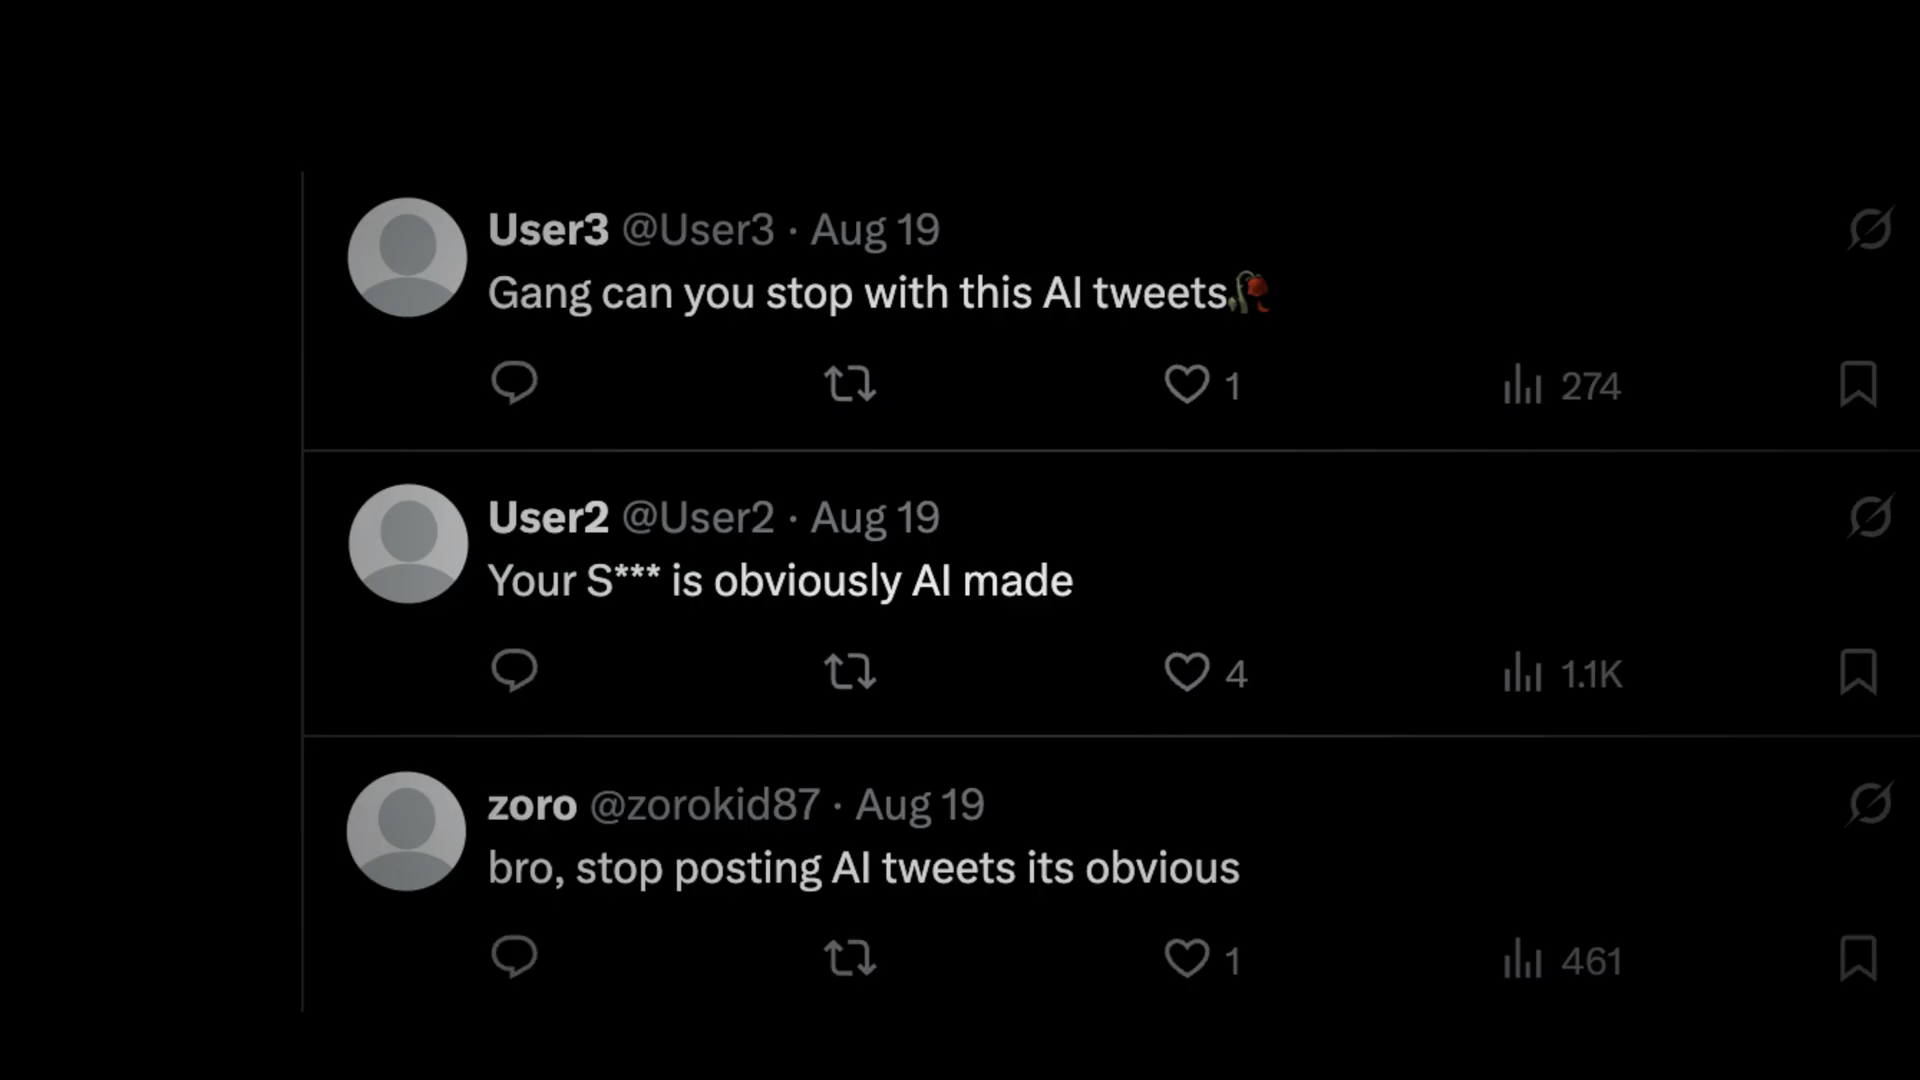 User3 @User3 · Aug 19
Gang can you stop with this AI tweets🥀
1 274
User2 @User2 · Aug 19
Your S*** is obviously AI made
4 1.1K
zoro @zorokid87 · Aug 19
bro, stop posting AI tweets its obvious
1 461